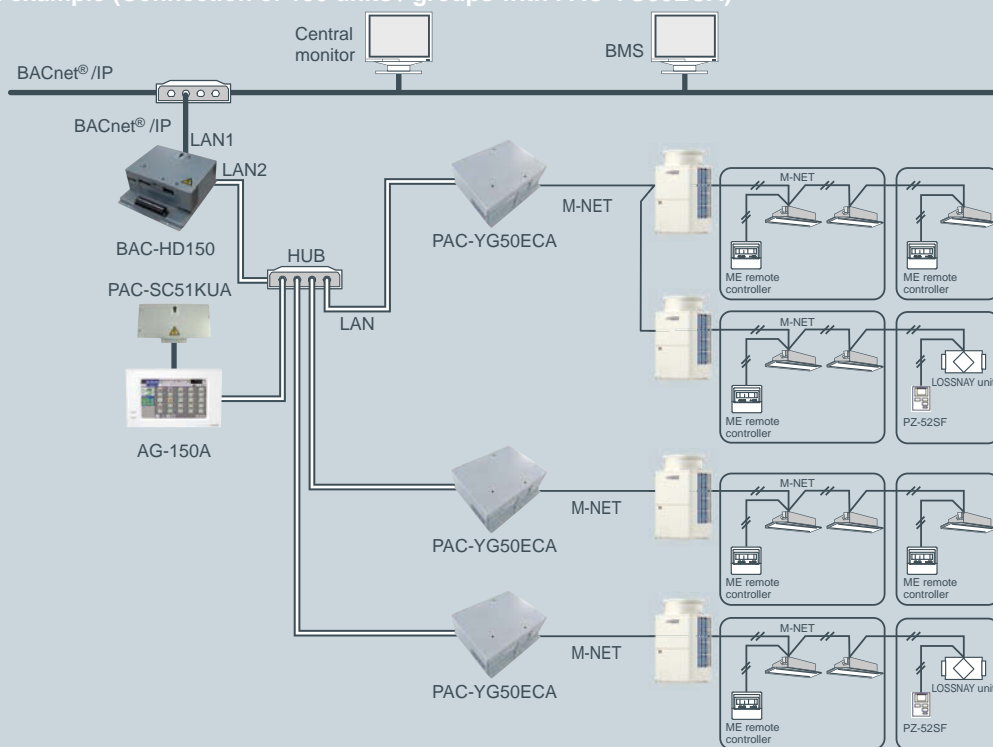 Central
monitor
BMS
BACnet® /IP
BACnet® /IP
LAN1
LAN2
BAC-HD150
PAC-SC51KUA
AG-150A
HUB
LAN
PAC-YG50ECA
M-NET
M-NET
ME remote
controller
ME remote
controller
M-NET
ME remote
controller
LOSSNAY unit
PZ-52SF
PAC-YG50ECA
M-NET
M-NET
ME remote
controller
ME remote
controller
PAC-YG50ECA
M-NET
M-NET
ME remote
controller
LOSSNAY unit
PZ-52SF